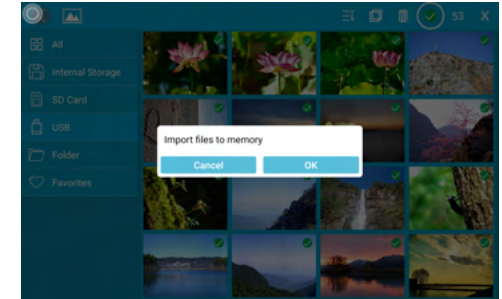 53 X
All
Internal Storage
SD Card
USB
Folder
Favorites
Import files to memory
Cancel OK